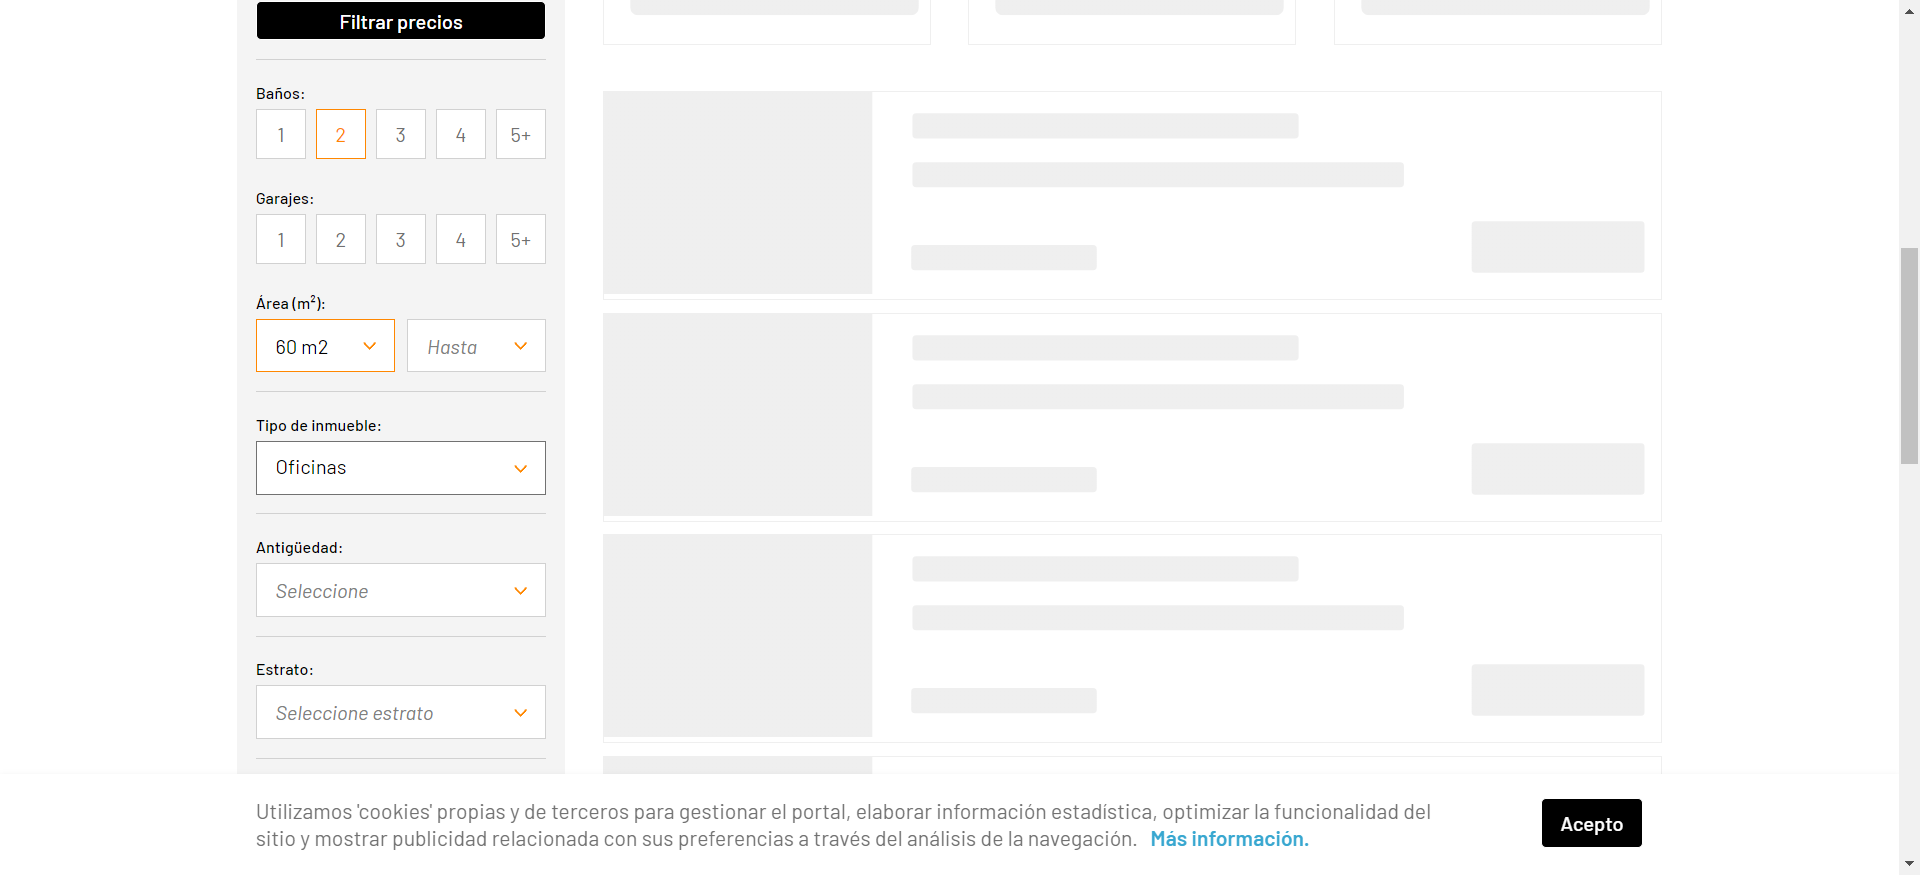 Filtrar precios
Baños:
1 2 3 4 5+
Garajes:
1 2 3 4 5+
Área (m²):
60 m2 Hasta
Tipo de inmueble:
Oficinas
Antigüedad:
Seleccione
Estrato:
Seleccione estrato
Utilizamos 'cookies' propias y de terceros para gestionar el portal, elaborar información estadística, optimizar la funcionalidad del
sitio y mostrar publicidad relacionada con sus preferencias a través del análisis de la navegación. Más información.
Acepto